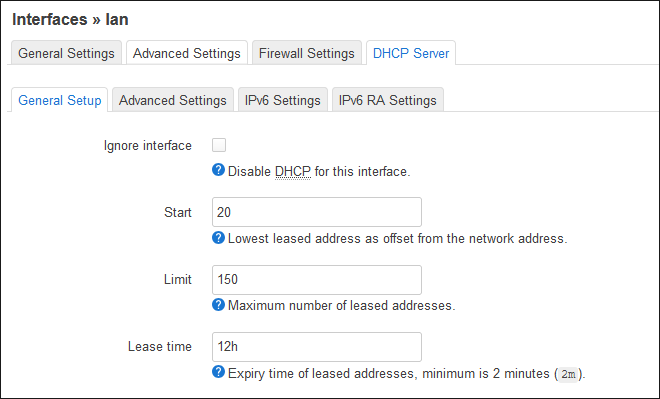 Interfaces » lan
General Settings Advanced Settings Firewall Settings DHCP Server
General Setup Advanced Settings IPv6 Settings IPv6 RA Settings
Ignore interface
Disable DHCP for this interface.
Start 20
Lowest leased address as offset from the network address.
Limit 150
Maximum number of leased addresses.
Lease time 12h
Expiry time of leased addresses, minimum is 2 minutes (2m).